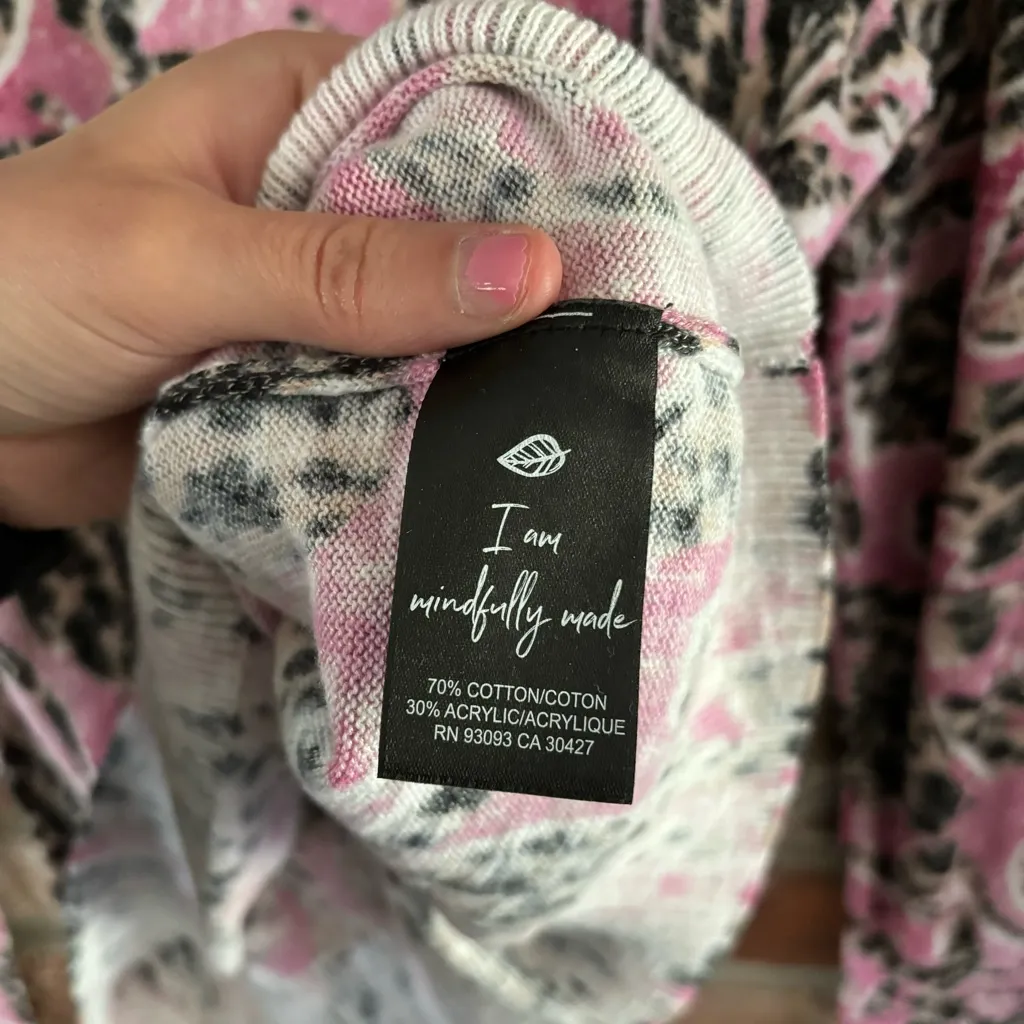 I am
mindfully made
70% COTTON/COTON
30% ACRYLIC/ACRYLIQUE
RN 93093 CA 30427